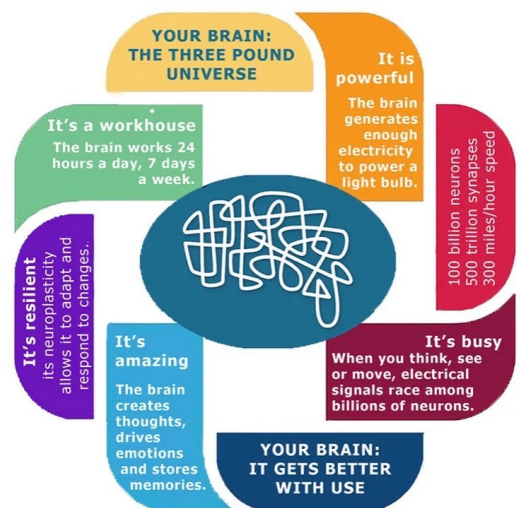 YOUR BRAIN:
THE THREE POUND
UNIVERSE
It is
powerful
The brain
generates
enough
electricity
to power a
light bulb.
100 billion neurons
500 trillion synapses
300 miles/hour speed
It's busy
When you think, see
or move, electrical
signals race among
billions of neurons.
YOUR BRAIN:
IT GETS BETTER
WITH USE
It's
amazing
The brain
creates
thoughts,
drives
emotions
and stores
memories.
It's resilient
its neuroplasticity
allows it to adapt and
respond to changes.
It's a workhouse
The brain works 24
hours a day, 7 days
a week.